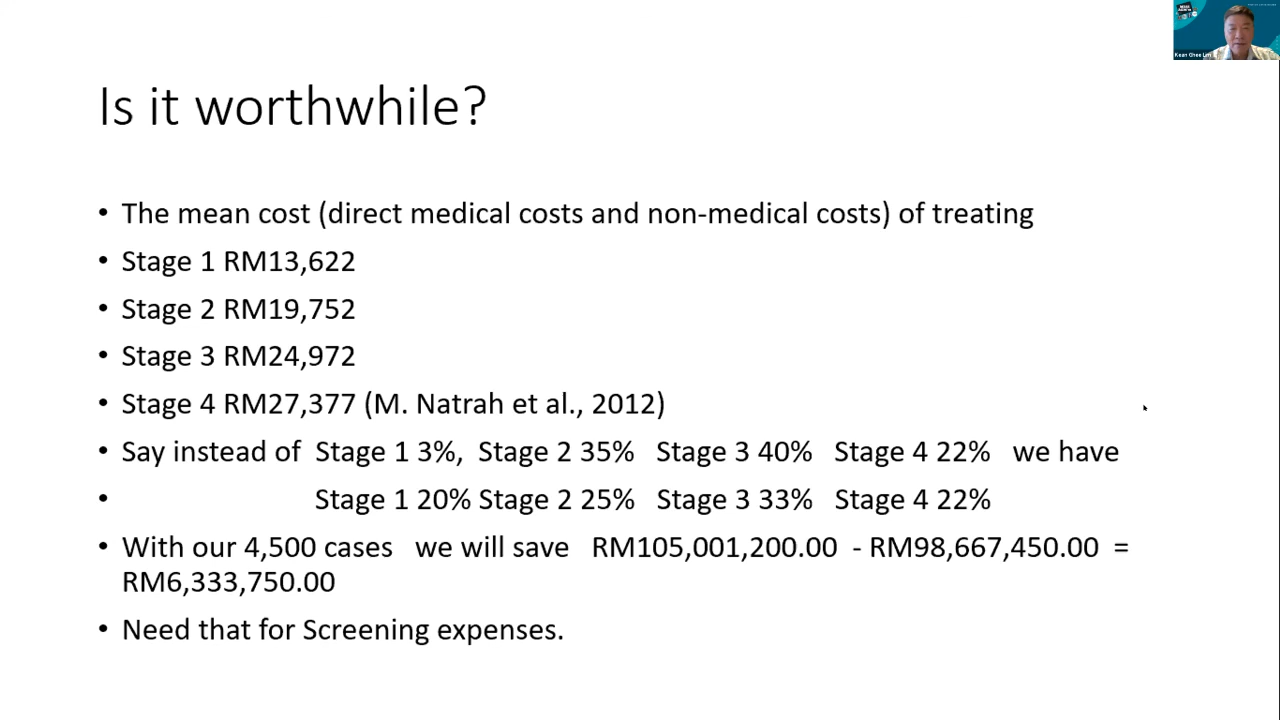 Kean Ghee Lim
Is it worthwhile?
• The mean cost (direct medical costs and non-medical costs) of treating
• Stage 1 RM13,622
• Stage 2 RM19,752
• Stage 3 RM24,972
• Stage 4 RM27,377 (M. Natrah et al., 2012)
• Say instead of Stage 1 3%, Stage 2 35% Stage 3 40% Stage 4 22% we have
• Stage 1 20% Stage 2 25% Stage 3 33% Stage 4 22%
• With our 4,500 cases we will save RM105,001,200.00 - RM98,667,450.00 =
RM6,333,750.00
• Need that for Screening expenses.